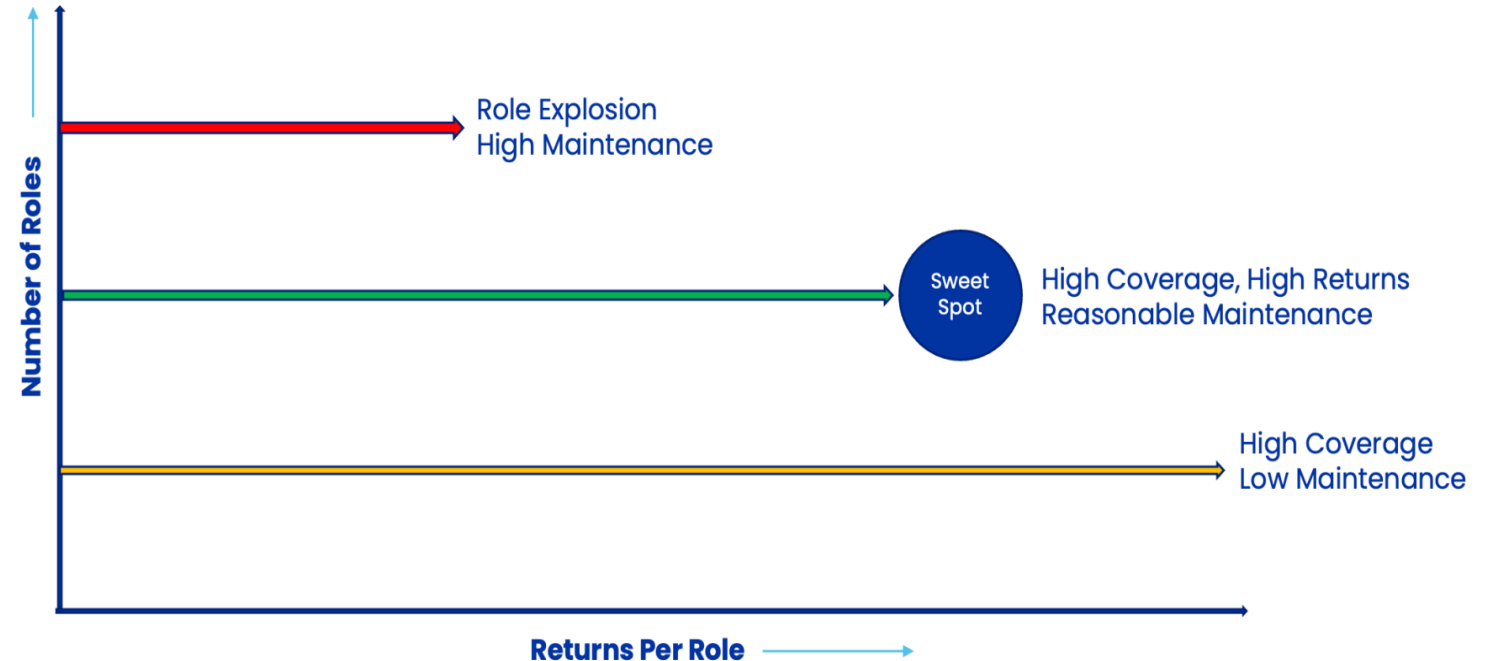 Number of Roles
Role Explosion
High Maintenance
Sweet
Spot
High Coverage, High Returns
Reasonable Maintenance
High Coverage
Low Maintenance
Returns Per Role